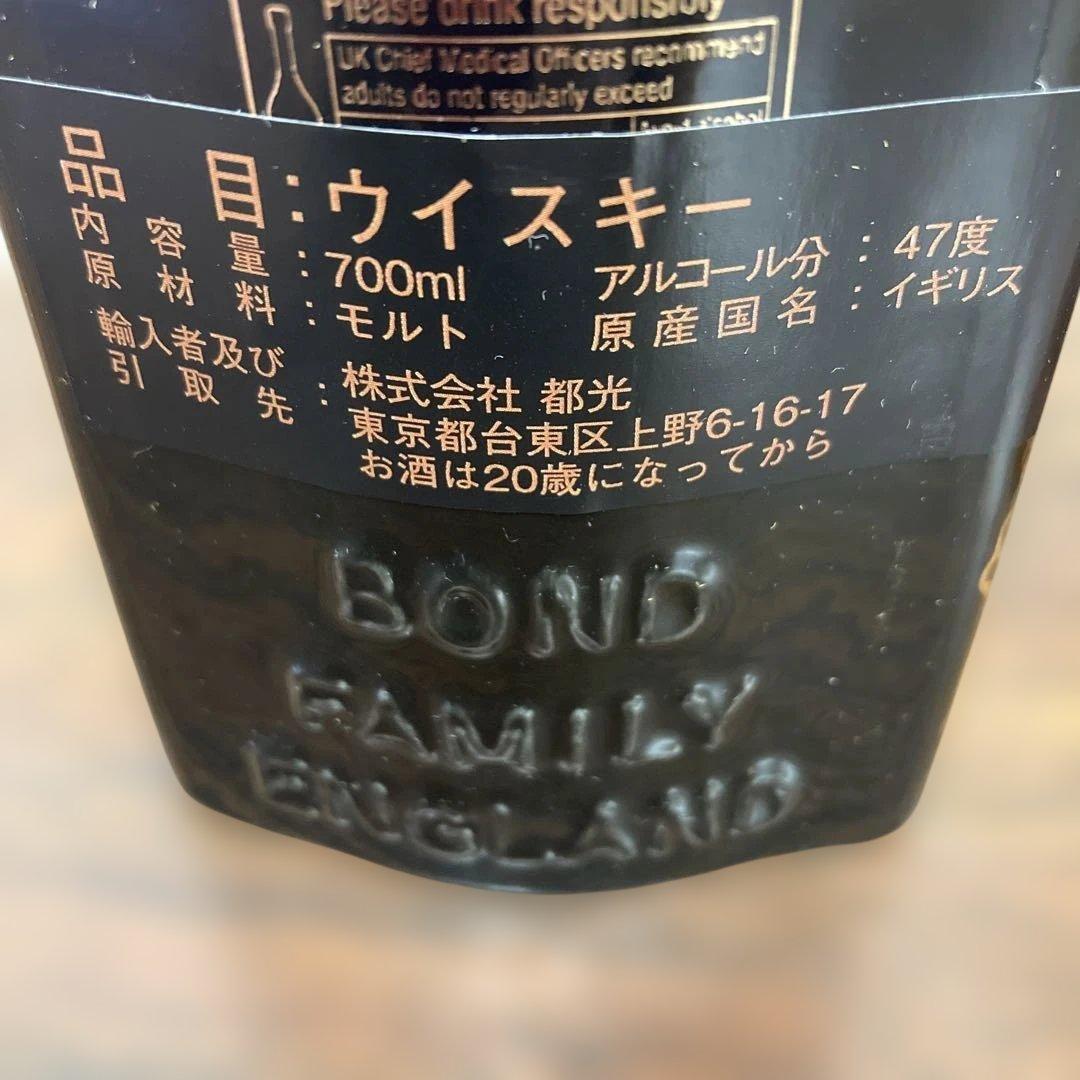 Please drink responsibly
UK Chief Medical Officers recommend
adults do not regularly exceed
品目:ウイスキー
内容量:700ml アルコール分:47度
原材料:モルト 原産国名:イギリス
輸入者及び
引取先:株式会社 都光
東京都台東区上野6-16-17
お酒は20歳になってから
BOND
FAMILY
ENGLAND